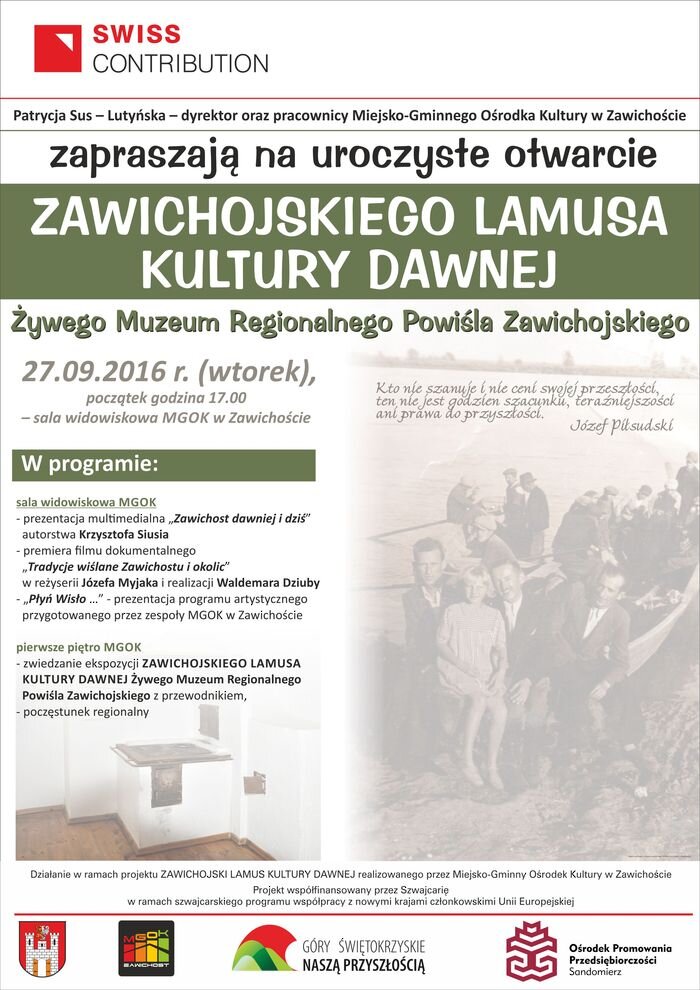 SWISS
CONTRIBUTION
Patrycja Sus – Lutyńska – dyrektor oraz pracownicy Miejsko-Gminnego Ośrodka Kultury w Zawichoście
zapraszają na uroczyste otwarcie
ZAWICHOJSKIEGO LAMUSA
KULTURY DAWNEJ
Żywego Muzeum Regionalnego Powiśla Zawichojskiego
27.09.2016 r. (wtorek),
początek godzina 17.00
– sala widowiskowa MGOK w Zawichoście
Kto nie szanuje i nie ceni swojej przeszłości,
ten nie jest godzien szacunku, teraźniejszości
ani prawa do przyszłości.
Józef Piłsudski
W programie:
sala widowiskowa MGOK
- prezentacja multimedialna „Zawichost dawniej i dziś"
autorstwa Krzysztofa Siusia
- premiera filmu dokumentalnego
„Tradycje wiślane Zawichostu i okolic"
w reżyserii Józefa Myjaka i realizacji Waldemara Dziuby
- „Płyń Wisło ..." - prezentacja programu artystycznego
przygotowanego przez zespoły MGOK w Zawichoście
pierwsze piętro MGOK
- zwiedzanie ekspozycji ZAWICHOJSKIEGO LAMUSA
KULTURY DAWNEJ Żywego Muzeum Regionalnego
Powiśla Zawichojskiego z przewodnikiem,
- poczęstunek regionalny
Działanie w ramach projektu ZAWICHOJSKI LAMUS KULTURY DAWNEJ realizowanego przez Miejsko-Gminny Ośrodek Kultury w Zawichoście
Projekt współfinansowany przez Szwajcarię
w ramach szwajcarskiego programu współpracy z nowymi krajami członkowskimi Unii Europejskiej
MGOK
ZAWICHOST
GÓRY ŚWIĘTOKRZYSKIE
NASZĄ PRZYSZŁOŚCIĄ
Ośrodek Promowania
Przedsiębiorczości
Sandomierz